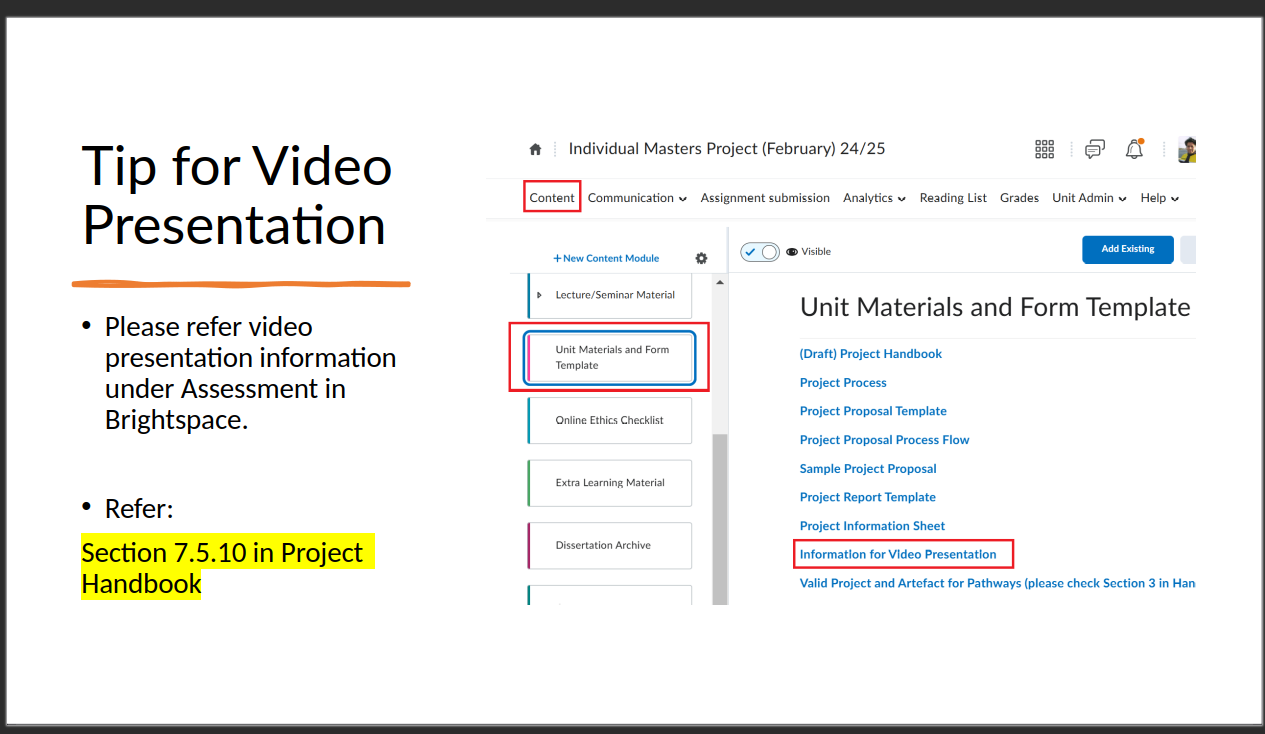 Tip for Video
Presentation
• Please refer video
presentation information
under Assessment in
Brightspace.
• Refer:
Section 7.5.10 in Project
Handbook
Individual Masters Project (February) 24/25
Content Communication Assignment submission Analytics Reading List Grades Unit Admin Help
+ New Content Module
Lecture/Seminar Material
Unit Materials and Form
Template
Online Ethics Checklist
Extra Learning Material
Dissertation Archive
Visible
Add Existing
Unit Materials and Form Template
(Draft) Project Handbook
Project Process
Project Proposal Template
Project Proposal Process Flow
Sample Project Proposal
Project Report Template
Project Information Sheet
Information for Video Presentation
Valid Project and Artefact for Pathways (please check Section 3 in Han